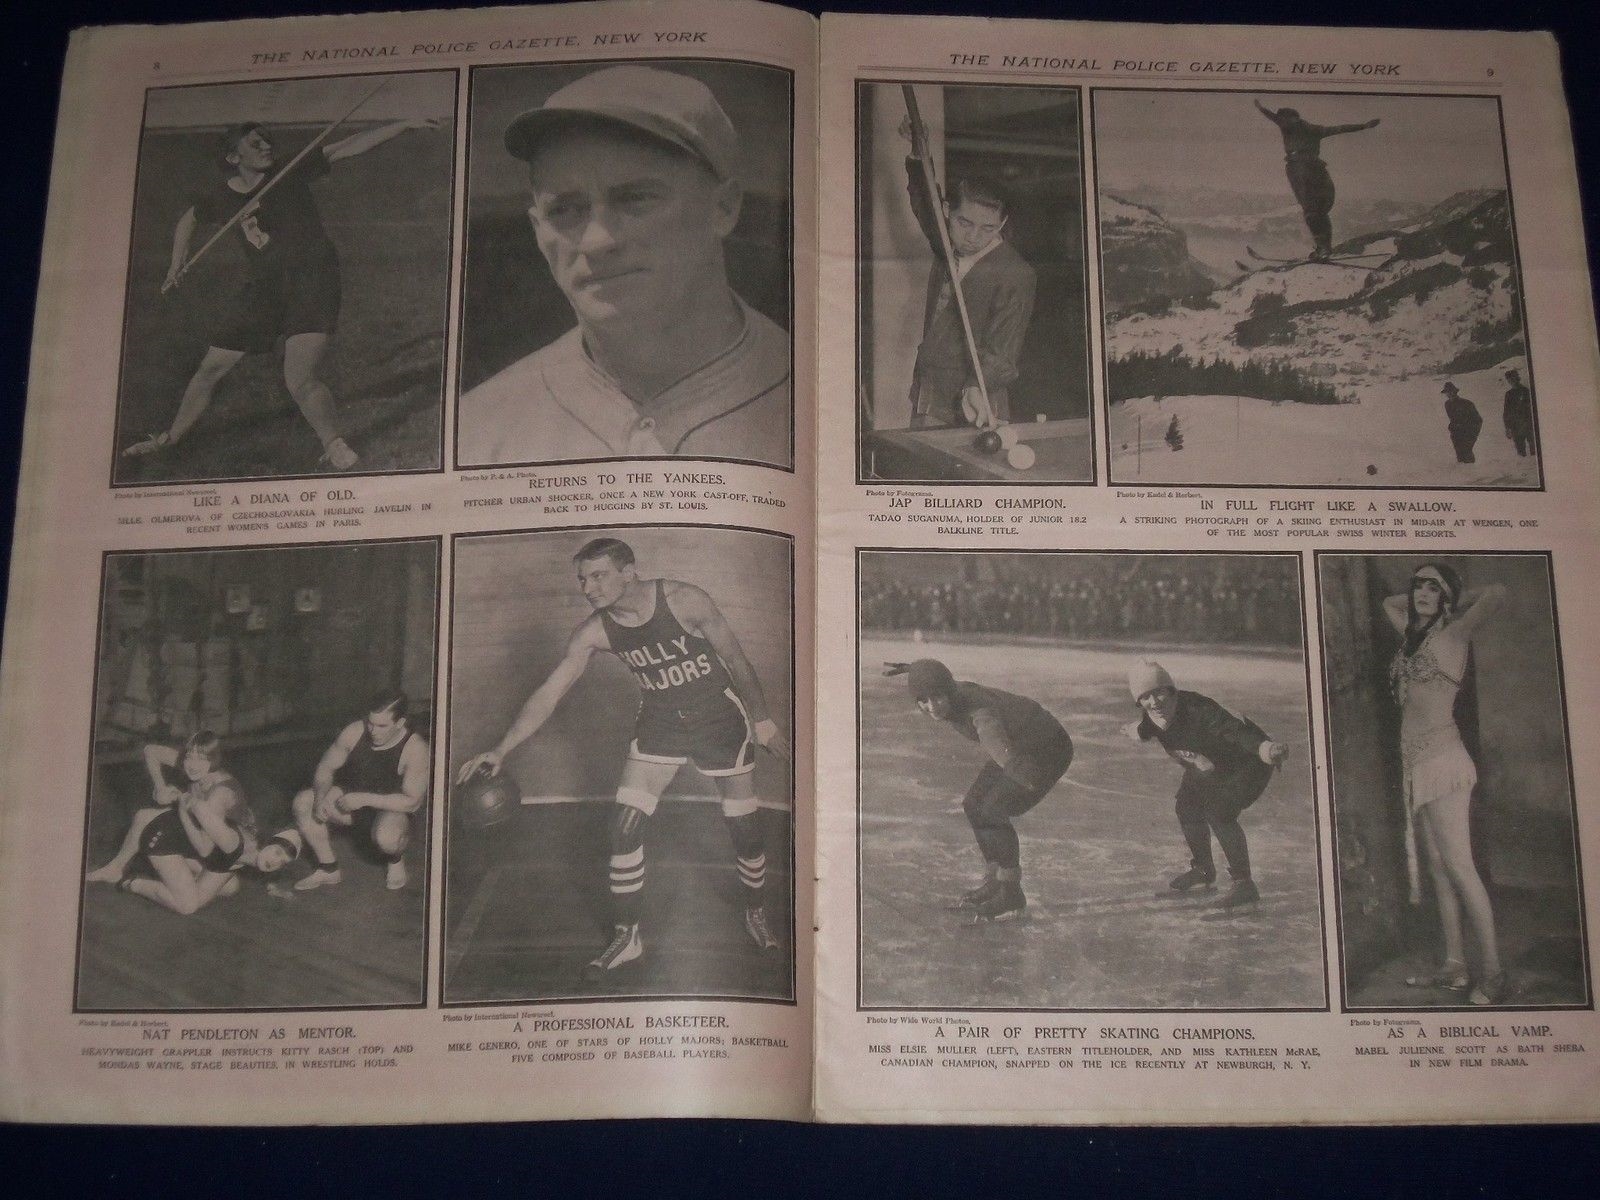 8
THE NATIONAL POLICE GAZETTE, NEW YORK
Photo by International Newsreel.
LIKE A DIANA OF OLD.
MLLE. OLMEROVA OF CZECHOSLOVAKIA HURLING JAVELIN IN
RECENT WOMEN'S GAMES IN PARIS.
Photo by P. & A. Photo.
RETURNS TO THE YANKEES.
PITCHER URBAN SHOCKER, ONCE A NEW YORK CAST-OFF, TRADED
BACK TO HUGGINS BY ST. LOUIS.
Photo by Kadel & Herbert.
NAT PENDLETON AS MENTOR.
HEAVYWEIGHT GRAPPLER INSTRUCTS KITTY RASCH (TOP) AND
MONDAS WAYNE, STAGE BEAUTIES, IN WRESTLING HOLDS.
HOLLY
MAJORS
Photo by International Newsreel.
A PROFESSIONAL BASKETEER.
MIKE GENERO, ONE OF STARS OF HOLLY MAJORS; BASKETBALL
FIVE COMPOSED OF BASEBALL PLAYERS.
THE NATIONAL POLICE GAZETTE, NEW YORK
9
Photo by Fotograms.
JAP BILLIARD CHAMPION.
TADAO SUGANUMA, HOLDER OF JUNIOR 18.2
BALKLINE TITLE.
Photo by Kadel & Herbert.
IN FULL FLIGHT LIKE A SWALLOW.
A STRIKING PHOTOGRAPH OF A SKIING ENTHUSIAST IN MID-AIR AT WENGEN, ONE
OF THE MOST POPULAR SWISS WINTER RESORTS.
Photo by Wide World Photos.
A PAIR OF PRETTY SKATING CHAMPIONS.
MISS ELSIE MULLER (LEFT), EASTERN TITLEHOLDER, AND MISS KATHLEEN McRAE,
CANADIAN CHAMPION, SNAPPED ON THE ICE RECENTLY AT NEWBURGH, N. Y.
Photo by Fotograms.
AS A BIBLICAL VAMP.
MABEL JULIENNE SCOTT AS BATH SHEBA
IN NEW FILM DRAMA.